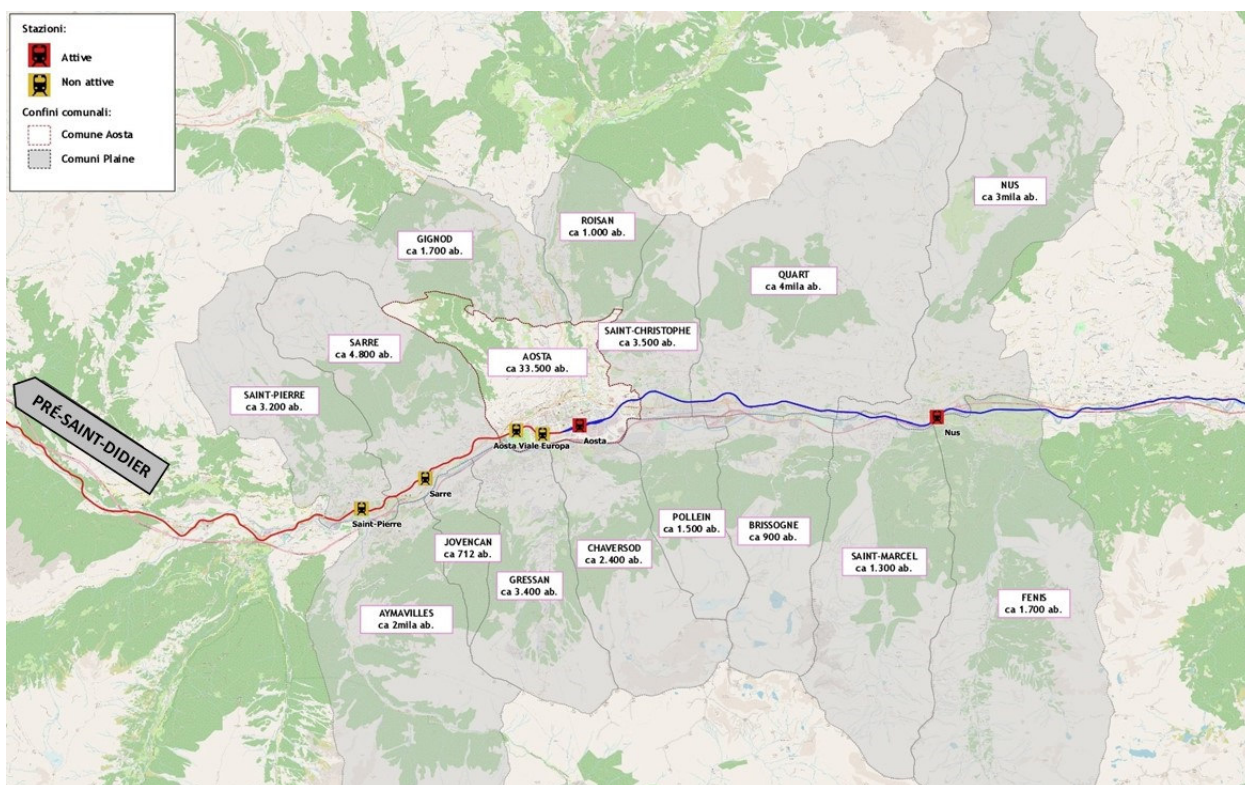 Stazioni:
Attive
Non attive
Confini comunali:
Comune Aosta
Comuni Plaine
NUS
ca 3mila ab.
ROISAN
ca 1.000 ab.
GIGNOD
ca 1.700 ab.
QUART
ca 4mila ab.
SAINT-CHRISTOPHE
ca 3.500 ab.
SARRE
ca 4.800 ab.
AOSTA
ca 33.500 ab.
SAINT-PIERRE
ca 3.200 ab.
PRÉ-SAINT-DIDIER
Aosta Viale Europa
Aosta
Nus
Sarre
Saint-Pierre
POLLEIN
ca 1.500 ab.
BRISSOGNE
ca 900 ab.
JOVENCAN
ca 712 ab.
CHAVERSOD
ca 2.400 ab.
SAINT-MARCEL
ca 1.300 ab.
GRESSAN
ca 3.400 ab.
FENIS
ca 1.700 ab.
AYMAVILLES
ca 2mila ab.